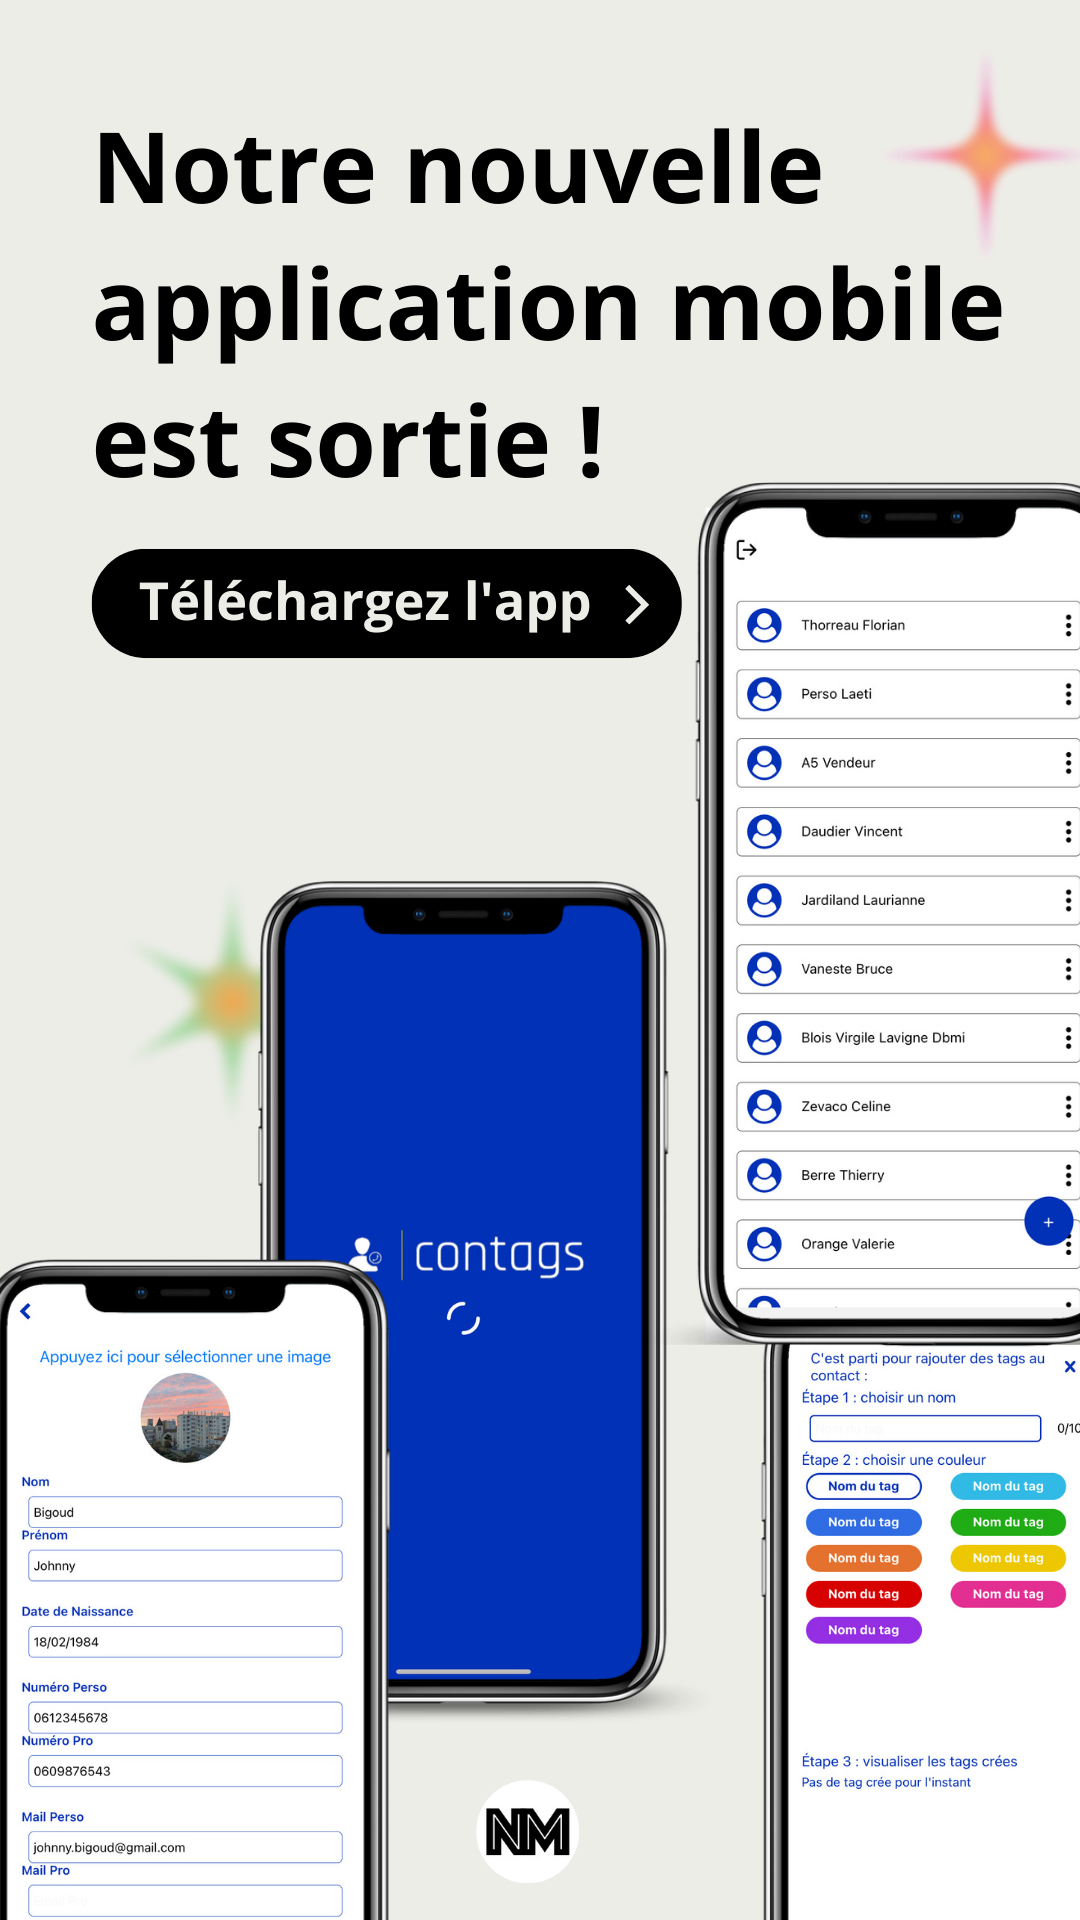 Notre nouvelle
application mobile
est sortie !
Téléchargez l'app
Thorreau Florian
Perso Laeti
A5 Vendeur
Daudier Vincent
Jardiland Laurianne
Vaneste Bruce
Blois Virgile Lavigne Dbmi
Zevaco Celine
Berre Thierry
+
Orange Valerie
contags
Appuyez ici pour sélectionner une image
Nom
Bigoud
Prénom
Johnny
Date de Naissance
18/02/1984
Numéro Perso
0612345678
Numéro Pro
0609876543
Mail Perso
johnny.bigoud@gmail.com
Mail Pro
C'est parti pour rajouter des tags au
contact :
Étape 1 : choisir un nom
0/10
Étape 2 : choisir une couleur
Nom du tag Nom du tag
Nom du tag Nom du tag
Nom du tag Nom du tag
Nom du tag Nom du tag
Nom du tag
Étape 3 : visualiser les tags crées
Pas de tag crée pour l'instant
NM